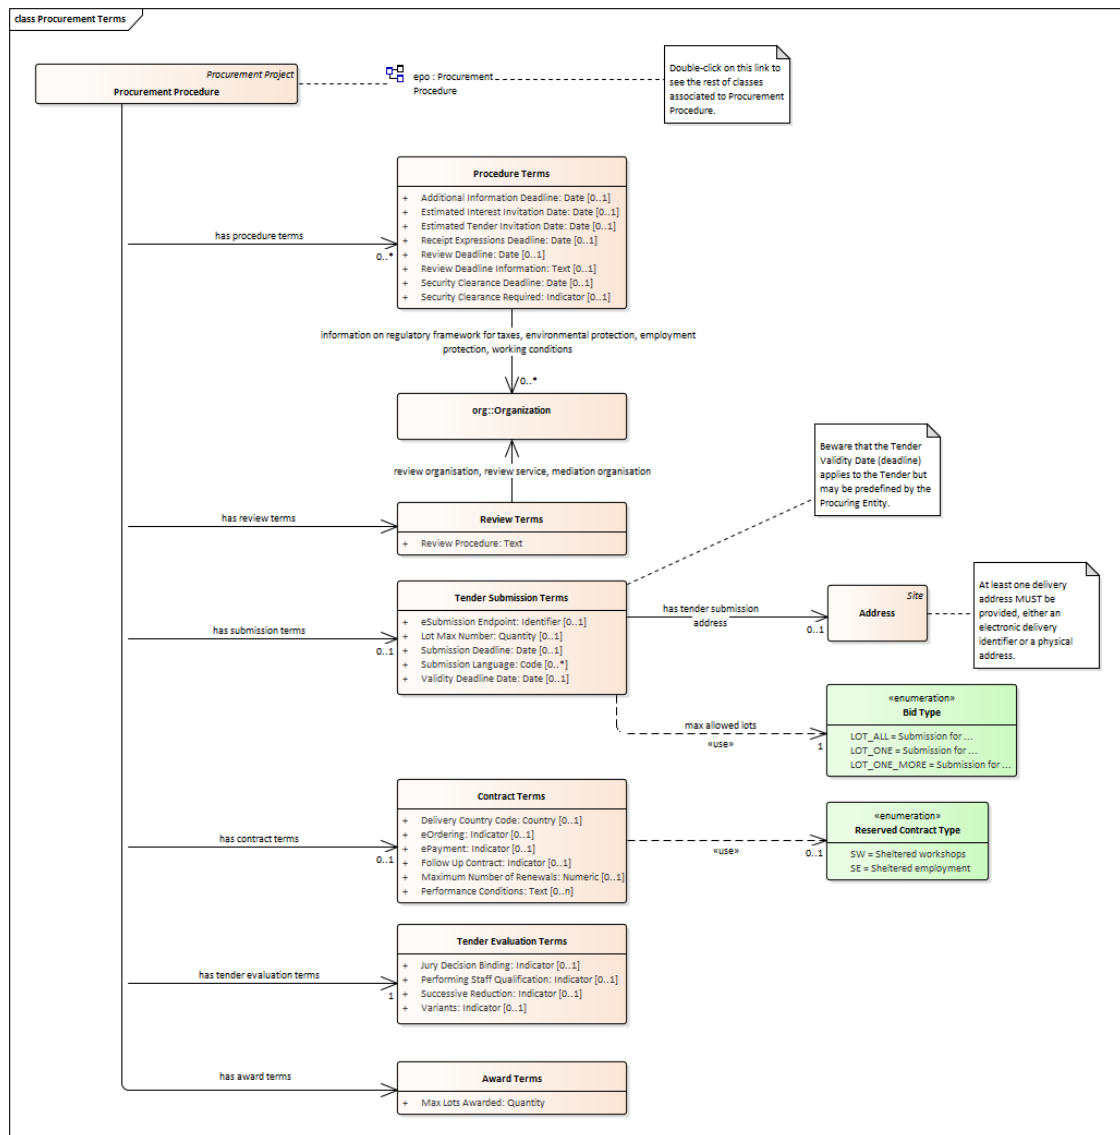 class Procurement Terms
Procurement Project
Procurement Procedure
epo : Procurement
Procedure
Double-click on this link to
see the rest of classes
associated to Procurement
Procedure.
Procedure Terms
+ Additional Information Deadline: Date [0..1]
+ Estimated Interest Invitation Date: Date [0..1]
+ Estimated Tender Invitation Date: Date [0..1]
+ Receipt Expressions Deadline: Date [0..1]
+ Review Deadline: Date [0..1]
+ Review Deadline Information: Text [0..1]
+ Security Clearance Deadline: Date [0..1]
+ Security Clearance Required: Indicator [0..1]
has procedure terms
0..*
information on regulatory framework for taxes, environmental protection, employment
protection, working conditions
0..*
org::Organization
review organisation, review service, mediation organisation
Beware that the Tender
Validity Date (deadline)
applies to the Tender but
may be predefined by the
Procuring Entity.
has review terms
Review Terms
+ Review Procedure: Text
Tender Submission Terms
+ eSubmission Endpoint: Identifier [0..1]
+ Lot Max Number: Quantity [0..1]
+ Submission Deadline: Date [0..1]
+ Submission Language: Code [0..*]
+ Validity Deadline Date: Date [0..1]
has submission terms
0..1
has tender submission
address
0..1
Site
Address
At least one delivery
address MUST be
provided, either an
electronic delivery
identifier or a physical
address.
max allowed lots
«use»
1
«enumeration»
Bid Type
LOT_ALL = Submission for ...
LOT_ONE = Submission for ...
LOT_ONE_MORE = Submission for ...
Contract Terms
+ Delivery Country Code: Country [0..1]
+ eOrdering: Indicator [0..1]
+ ePayment: Indicator [0..1]
+ Follow Up Contract: Indicator [0..1]
+ Maximum Number of Renewals: Numeric [0..1]
+ Performance Conditions: Text [0..n]
has contract terms
0..1
«use»
0..1
«enumeration»
Reserved Contract Type
SW = Sheltered workshops
SE = Sheltered employment
Tender Evaluation Terms
+ Jury Decision Binding: Indicator [0..1]
+ Performing Staff Qualification: Indicator [0..1]
+ Successive Reduction: Indicator [0..1]
+ Variants: Indicator [0..1]
has tender evaluation terms
1
has award terms
Award Terms
+ Max Lots Awarded: Quantity